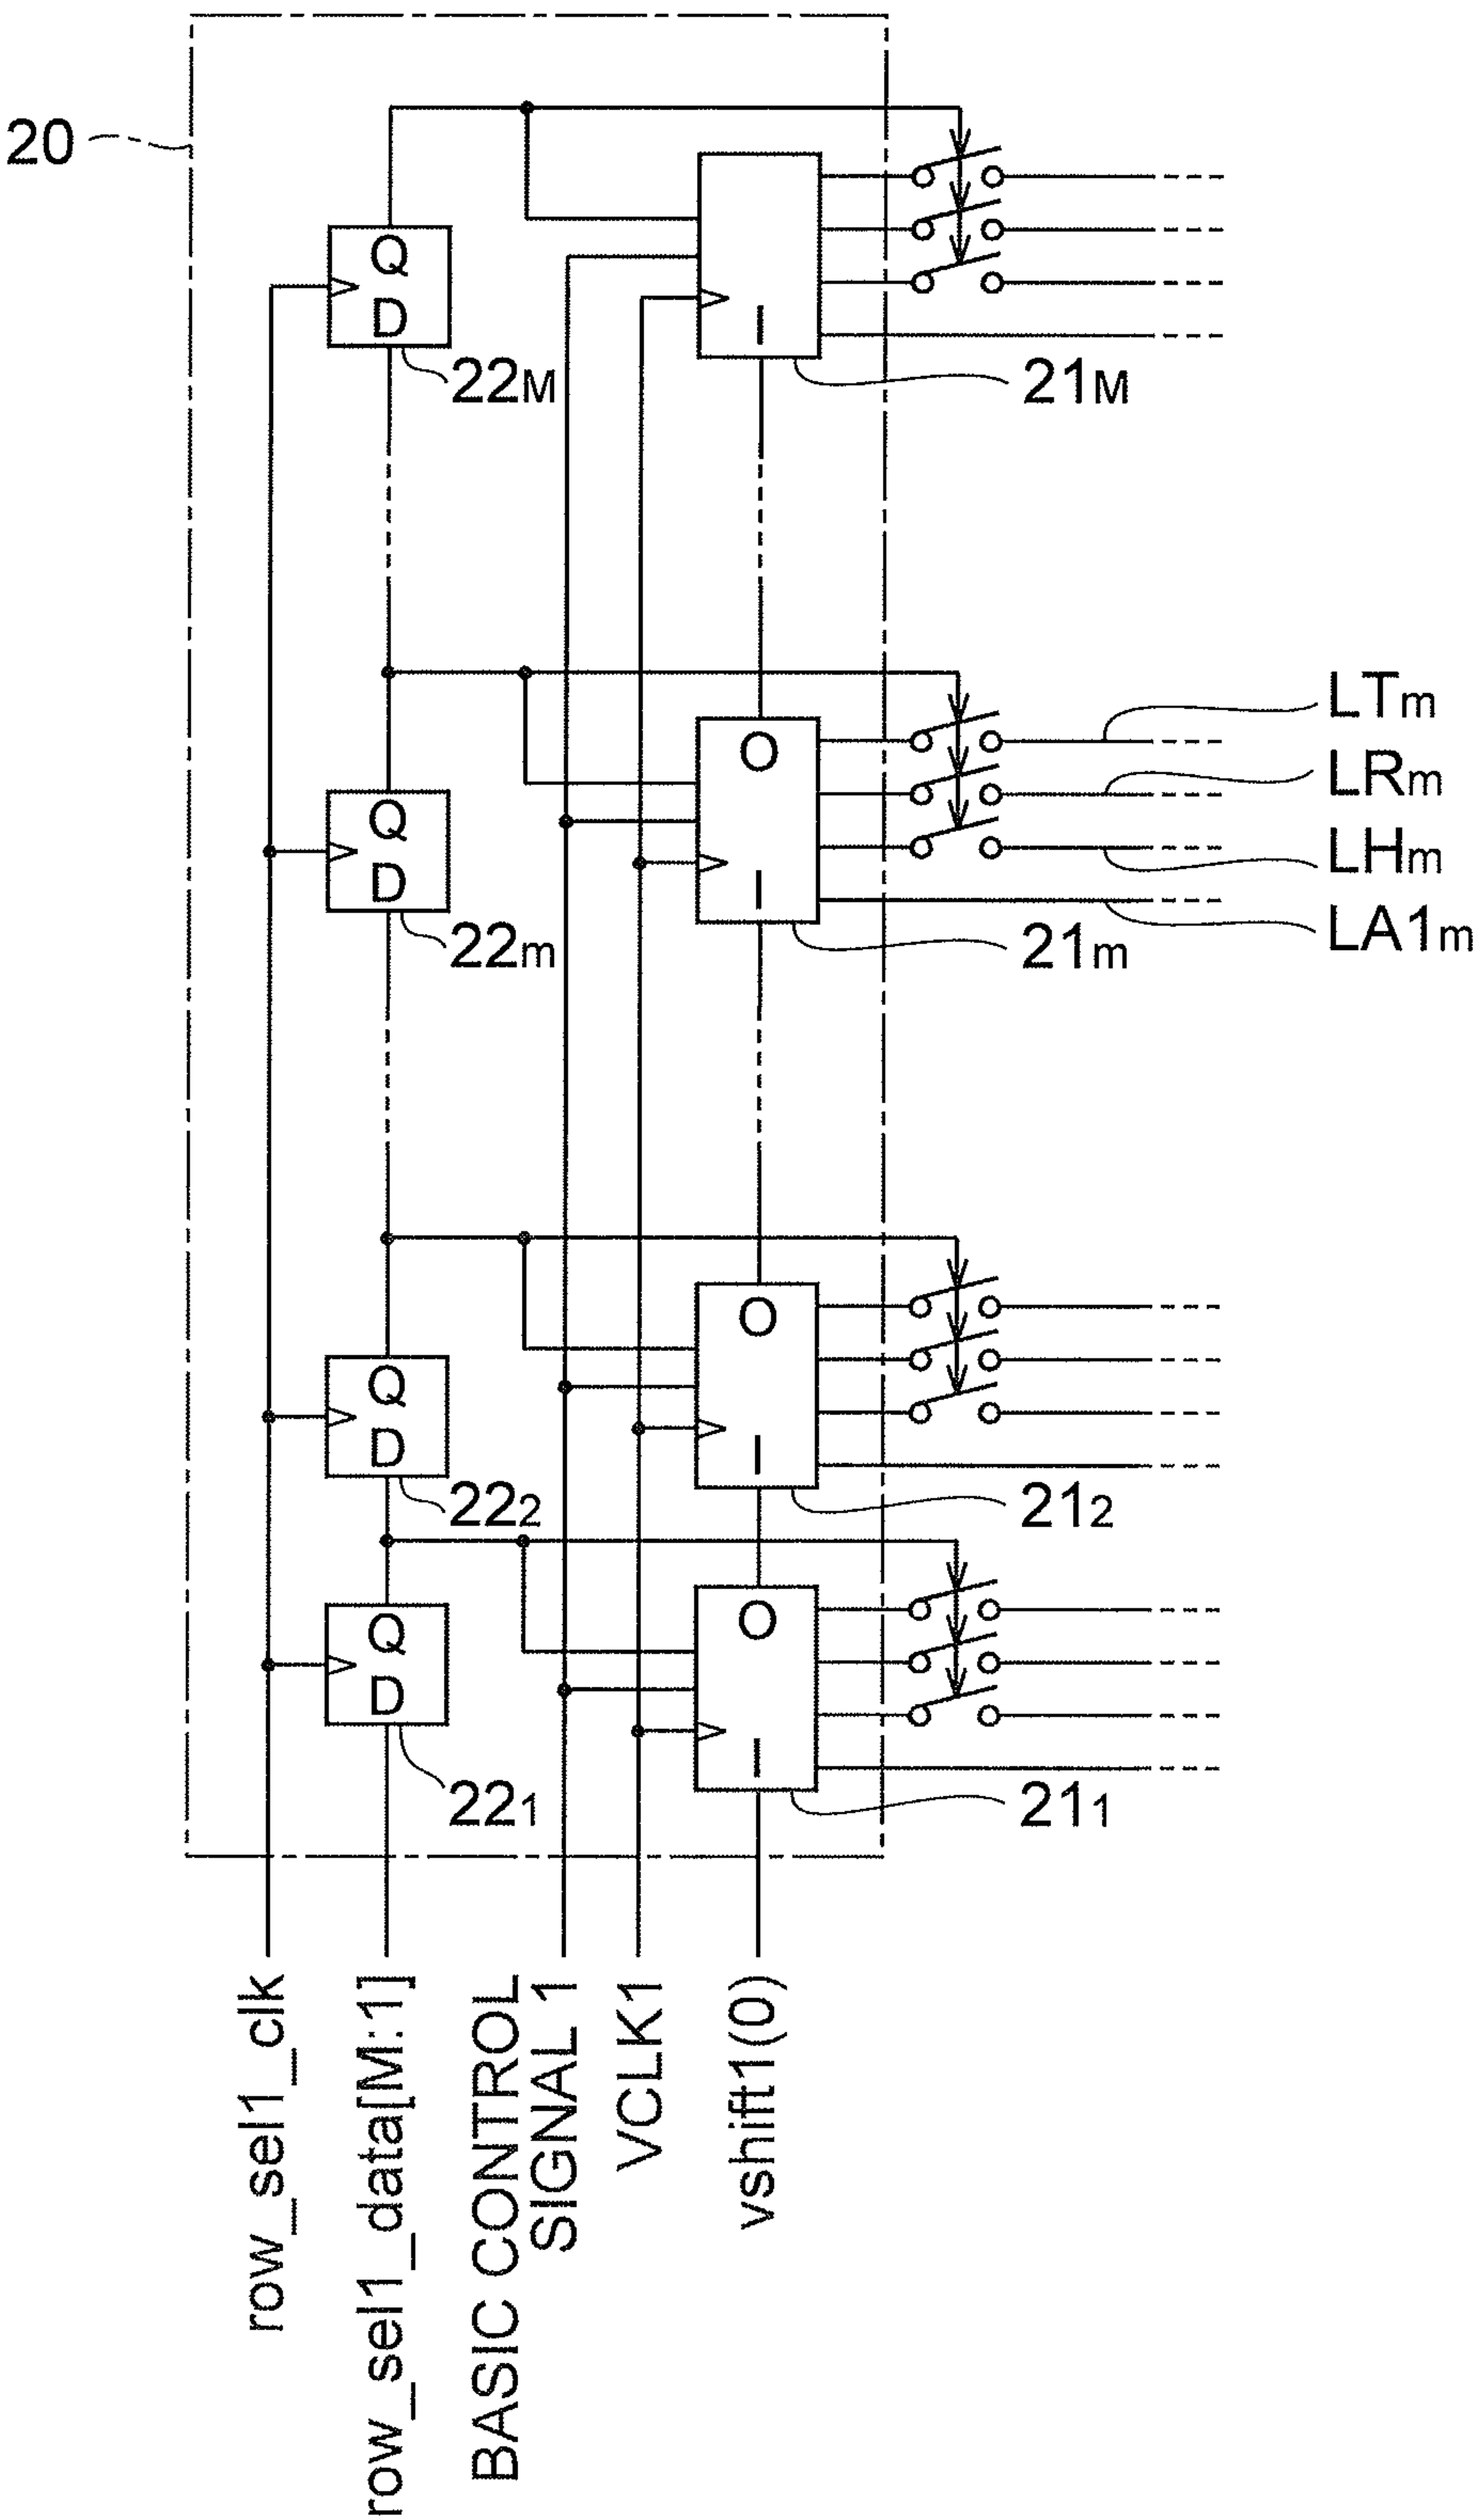 20
Q
D
22M
I
21M
Q
D
22m
O
I
21m
LTm
LRm
LHm
LA1m
Q
D
222
O
I
212
Q
D
221
O
I
211
row_sel1_clk
row_sel1_data[M:1]
BASIC CONTROL
SIGNAL 1
VCLK1
vshift1(0)